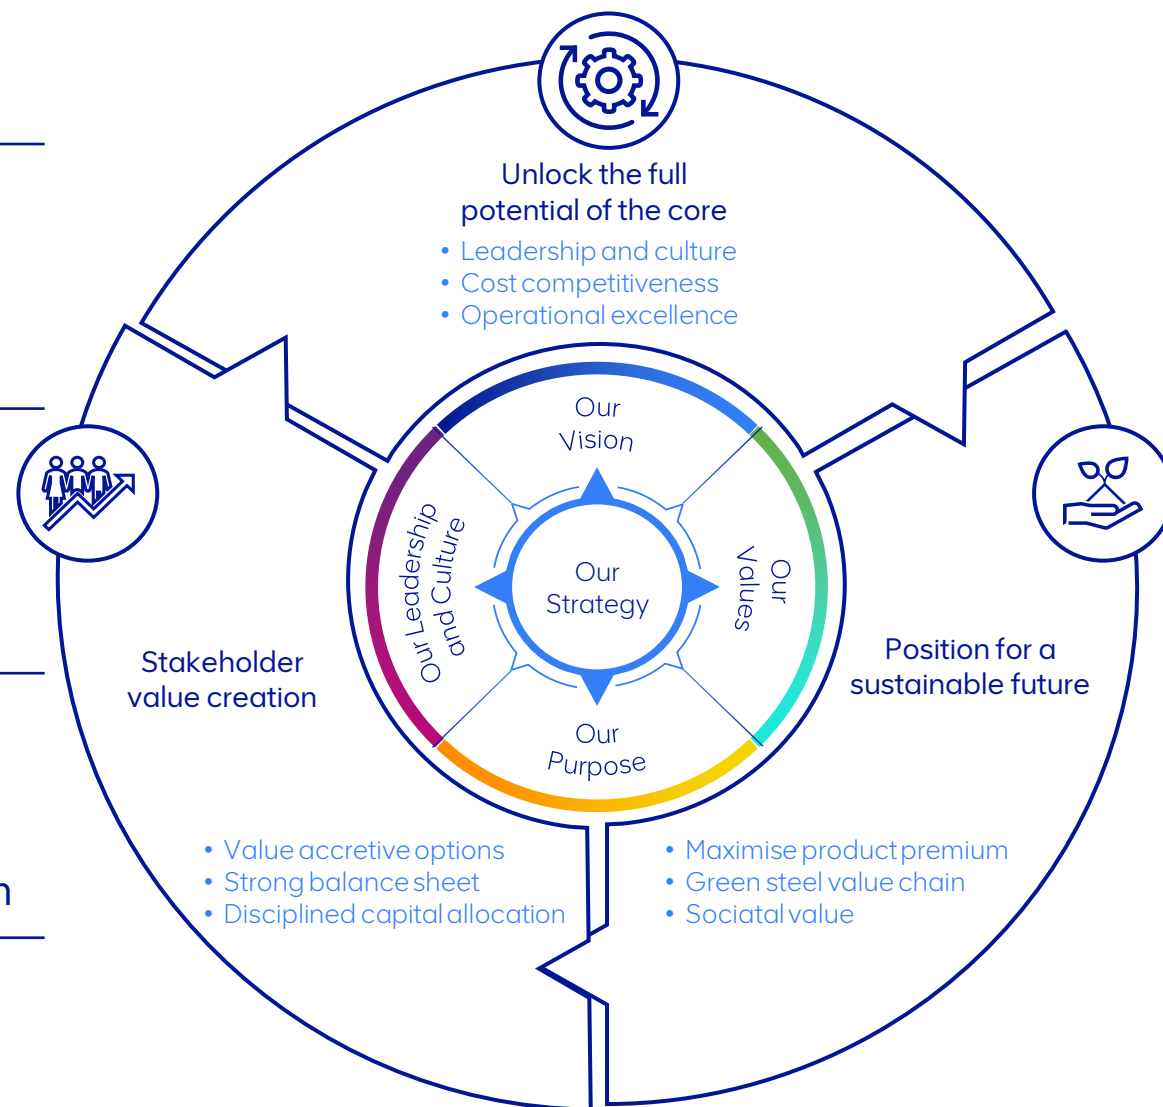 Unlock the full
potential of the core
• Leadership and culture
• Cost competitiveness
• Operational excellence
Our
Vision
Our Leadership
and Culture
Our
Strategy
Our
Values
Our
Purpose
Stakeholder
value creation
Position for a
sustainable future
• Value accretive options
• Strong balance sheet
• Disciplined capital allocation
• Maximise product premium
• Green steel value chain
• Sociatal value